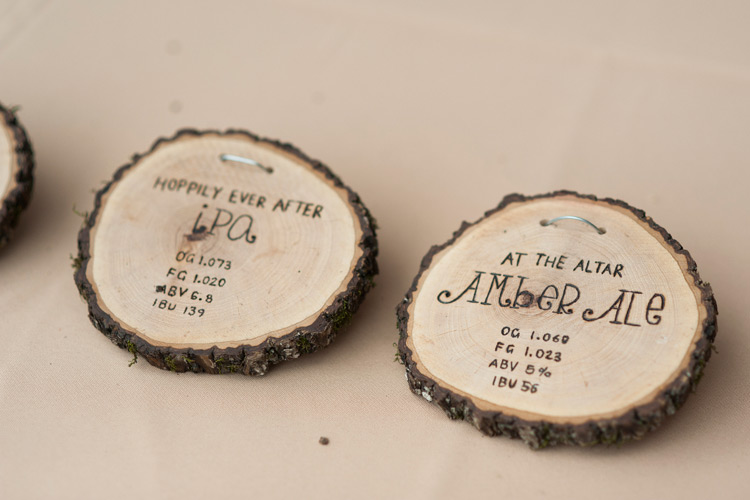 HOPPILY EVER AFTER
iPA
OG 1.073
FG 1.020
ABV 6.8
IBU 139
AT THE ALTAR
AMbER ALe
OG 1.068
FG 1.023
ABV 5%
IBU 56